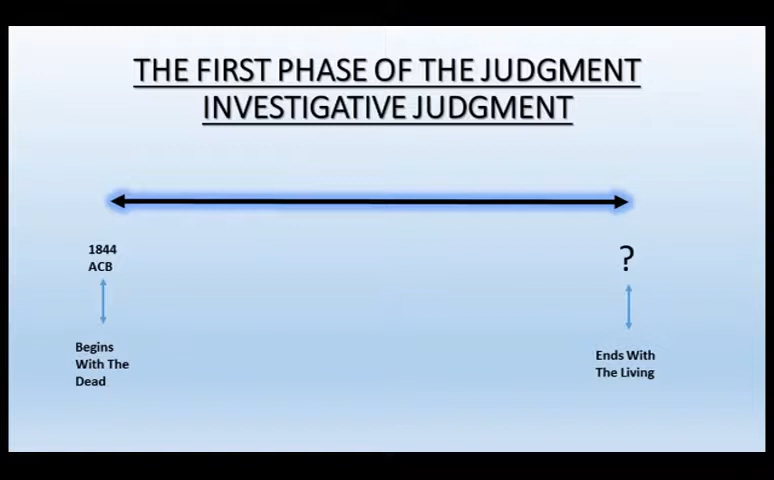 THE FIRST PHASE OF THE JUDGMENT
INVESTIGATIVE JUDGMENT
1844
ACB
?
Begins
With The
Dead
Ends With
The Living